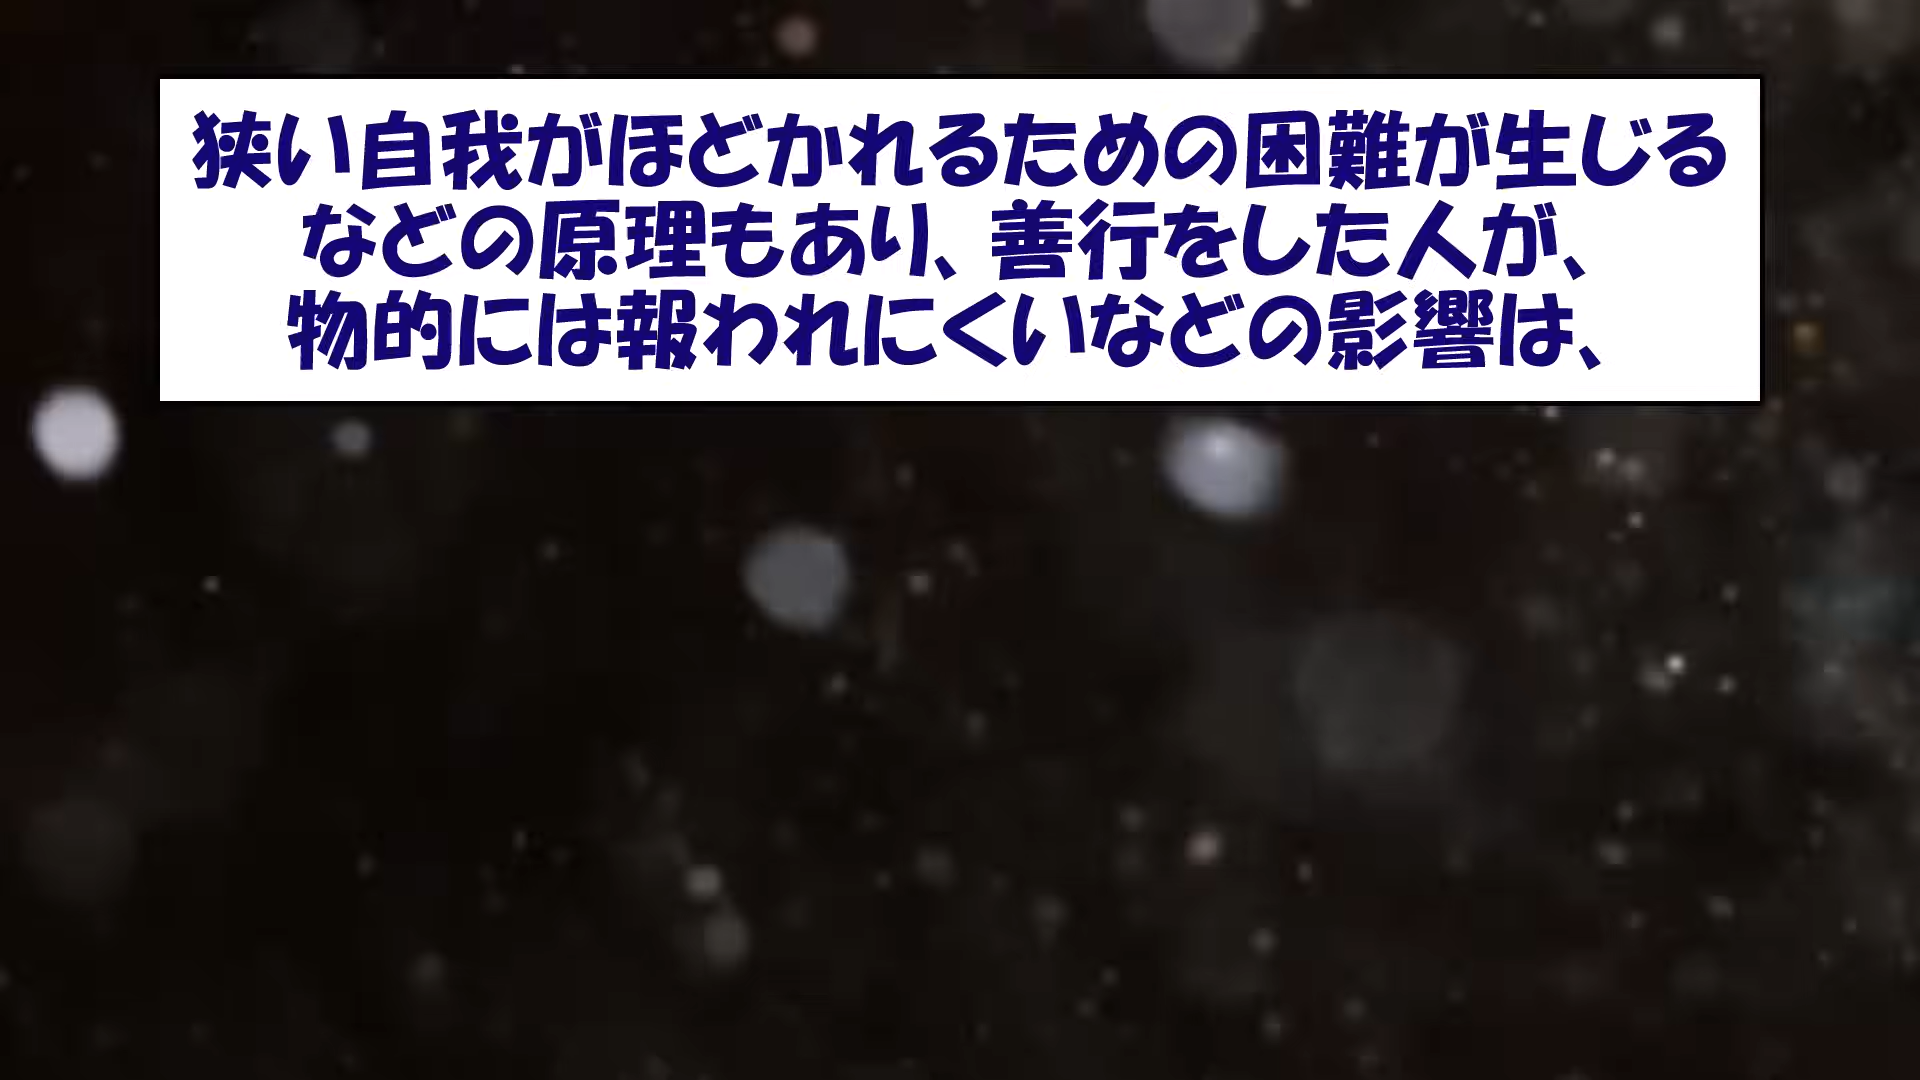 狭い自我がほどかれるための困難が生じる
などの原理もあり、善行をした人が、
物的には報われにくいなどの影響は、